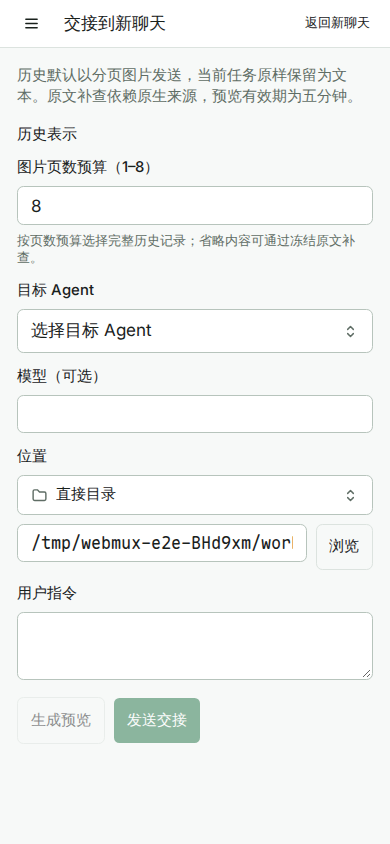 交接到新聊天
返回新聊天
历史默认以分页图片发送，当前任务原样保留为文
本。原文补查依赖原生来源，预览有效期为五分钟。
历史表示
图片页数预算（1–8）
8
按页数预算选择完整历史记录；省略内容可通过冻结原文补
查。
目标 Agent
选择目标 Agent
模型（可选）
位置
直接目录
/tmp/webmux-e2e-BHd9xm/worl
浏览
用户指令
生成预览
发送交接